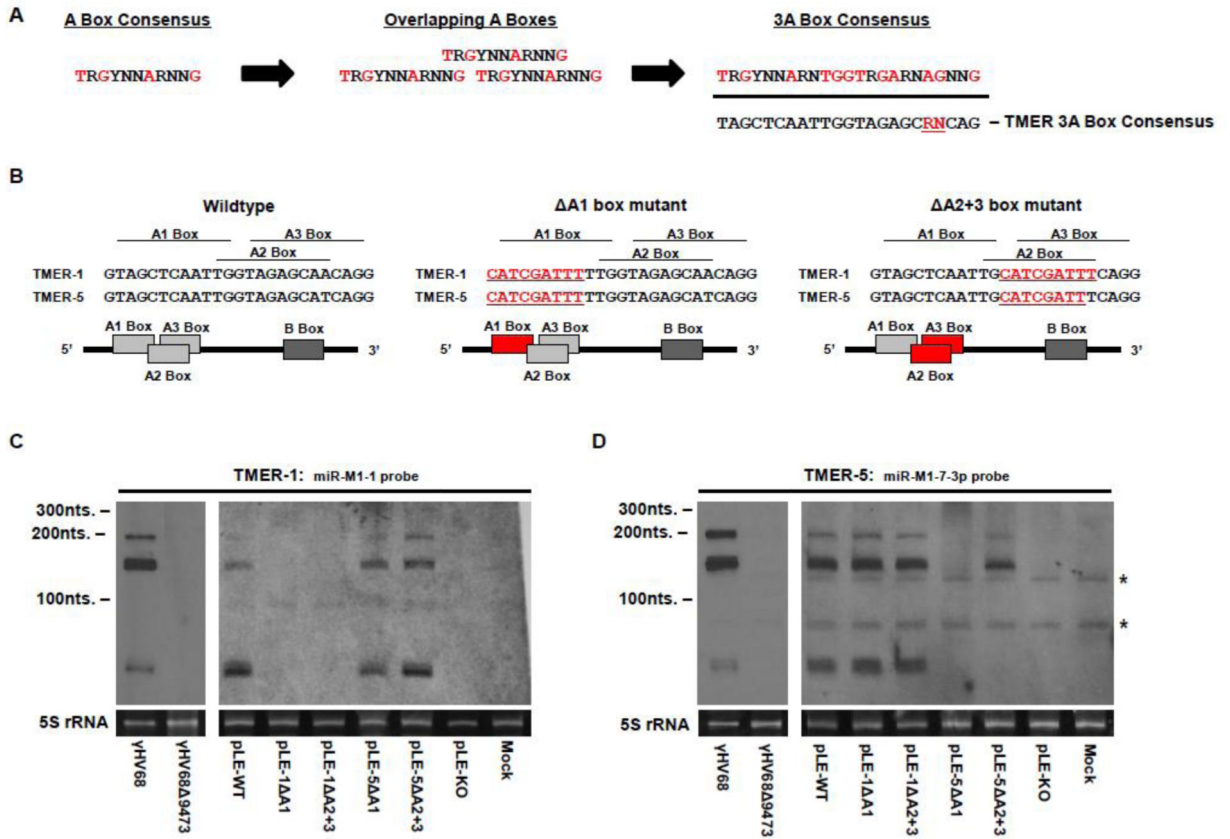 A
A Box Consensus
Overlapping A Boxes
3A Box Consensus
TRGYNNARNNG
TRGYNNARNNG
TRGYNNARNNG TRGYNNARNNG
TRGYNNARNTGGTRGARNAGNNG
TAGCTCAATTGGTAGAGCRNCAG – TMER 3A Box Consensus
B
Wildtype
ΔA1 box mutant
ΔA2+3 box mutant
A1 Box A3 Box
A2 Box
TMER-1 GTAGCTCAATTGGTAGAGCAACAGG
TMER-5 GTAGCTCAATTGGTAGAGCATCAGG
A1 Box A3 Box B Box
5' 3'
A2 Box
A1 Box A3 Box
A2 Box
TMER-1 CATCGATTTTTGGTAGAGCAACAGG
TMER-5 CATCGATTTTTGGTAGAGCATCAGG
A1 Box A3 Box B Box
5' 3'
A2 Box
A1 Box A3 Box
A2 Box
TMER-1 GTAGCTCAATTGCATCGATTTCAGG
TMER-5 GTAGCTCAATTGCATCGATTTCAGG
A1 Box A3 Box B Box
5' 3'
A2 Box
C
TMER-1: miR-M1-1 probe
300nts. –
200nts. –
100nts. –
5S rRNA
γHV68
γHV68Δ9473
pLE-WT
pLE-1ΔA1
pLE-1ΔA2+3
pLE-5ΔA1
pLE-5ΔA2+3
pLE-KO
Mock
D
TMER-5: miR-M1-7-3p probe
300nts. –
200nts. –
100nts. –
*
*
5S rRNA
γHV68
γHV68Δ9473
pLE-WT
pLE-1ΔA1
pLE-1ΔA2+3
pLE-5ΔA1
pLE-5ΔA2+3
pLE-KO
Mock